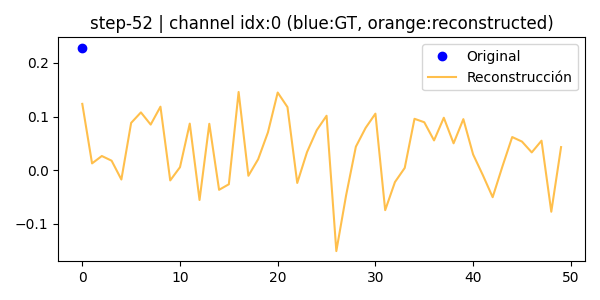 step-52 | channel idx:0 (blue:GT, orange:reconstructed)
Original
Reconstrucción
0.2
0.1
0.0
−0.1
0 10 20 30 40 50